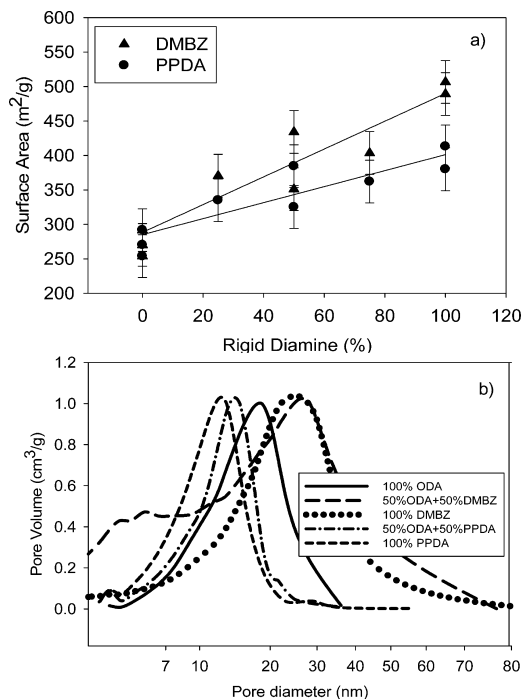 600
550
500
450
400
350
300
250
200
Surface Area (m²/g)
DMBZ
PPDA
a)
0 20 40 60 80 100 120
Rigid Diamine (%)
1.2
1.0
0.8
0.6
0.4
0.2
0.0
Pore Volume (cm³/g)
b)
100% ODA
50%ODA+50%DMBZ
100% DMBZ
50%ODA+50%PPDA
100% PPDA
7 10 20 30 40 50 60 70 80
Pore diameter (nm)